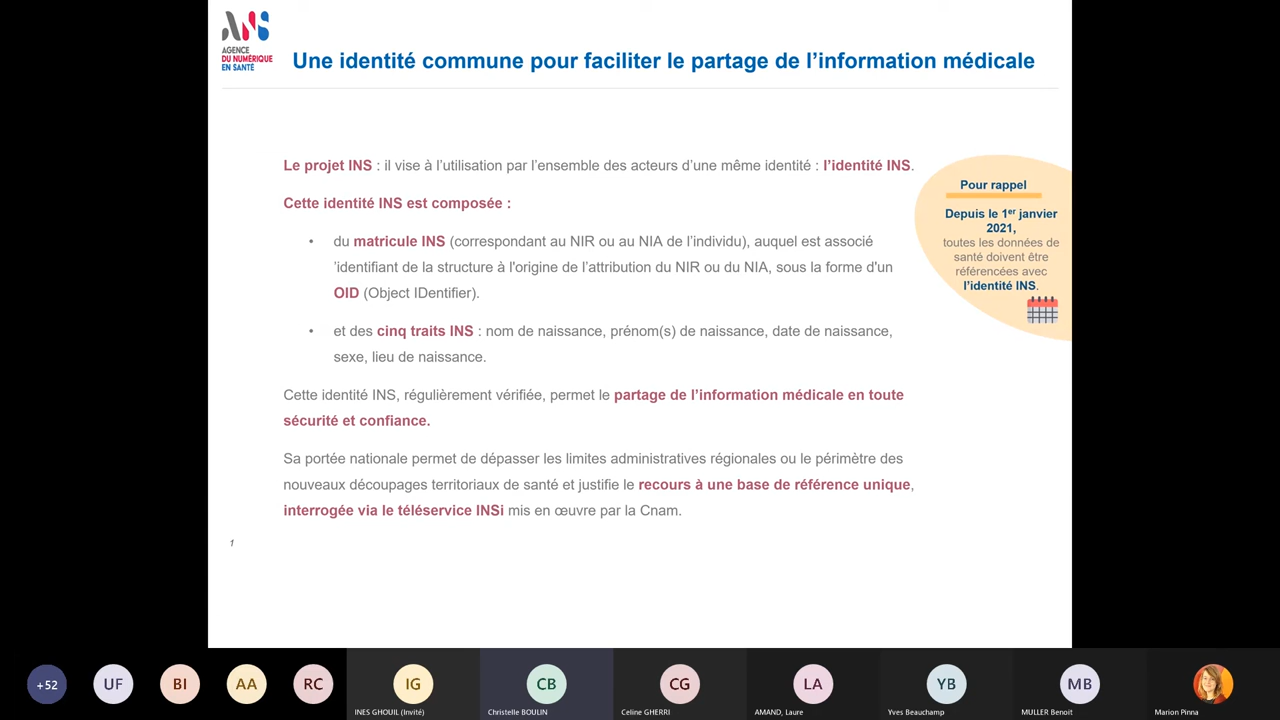 ANS
AGENCE
DU NUMÉRIQUE
EN SANTÉ
Une identité commune pour faciliter le partage de l'information médicale
Le projet INS : il vise à l'utilisation par l'ensemble des acteurs d'une même identité : l'identité INS.
Cette identité INS est composée :
• du matricule INS (correspondant au NIR ou au NIA de l'individu), auquel est associé
'identifiant de la structure à l'origine de l'attribution du NIR ou du NIA, sous la forme d'un
OID (Object IDentifier).
• et des cinq traits INS : nom de naissance, prénom(s) de naissance, date de naissance,
sexe, lieu de naissance.
Cette identité INS, régulièrement vérifiée, permet le partage de l'information médicale en toute
sécurité et confiance.
Sa portée nationale permet de dépasser les limites administratives régionales ou le périmètre des
nouveaux découpages territoriaux de santé et justifie le recours à une base de référence unique,
interrogée via le téléservice INSi mis en œuvre par la Cnam.
Pour rappel
Depuis le 1er janvier
2021,
toutes les données de
santé doivent être
référencées avec
l'identité INS.
1
+52
UF
BI
AA
RC
IG
INES GHOUIL (Invité)
CB
Christelle BOULIN
CG
Celine GHERRI
LA
AMAND, Laure
YB
Yves Beauchamp
MB
MULLER Benoit
Marion Pinna